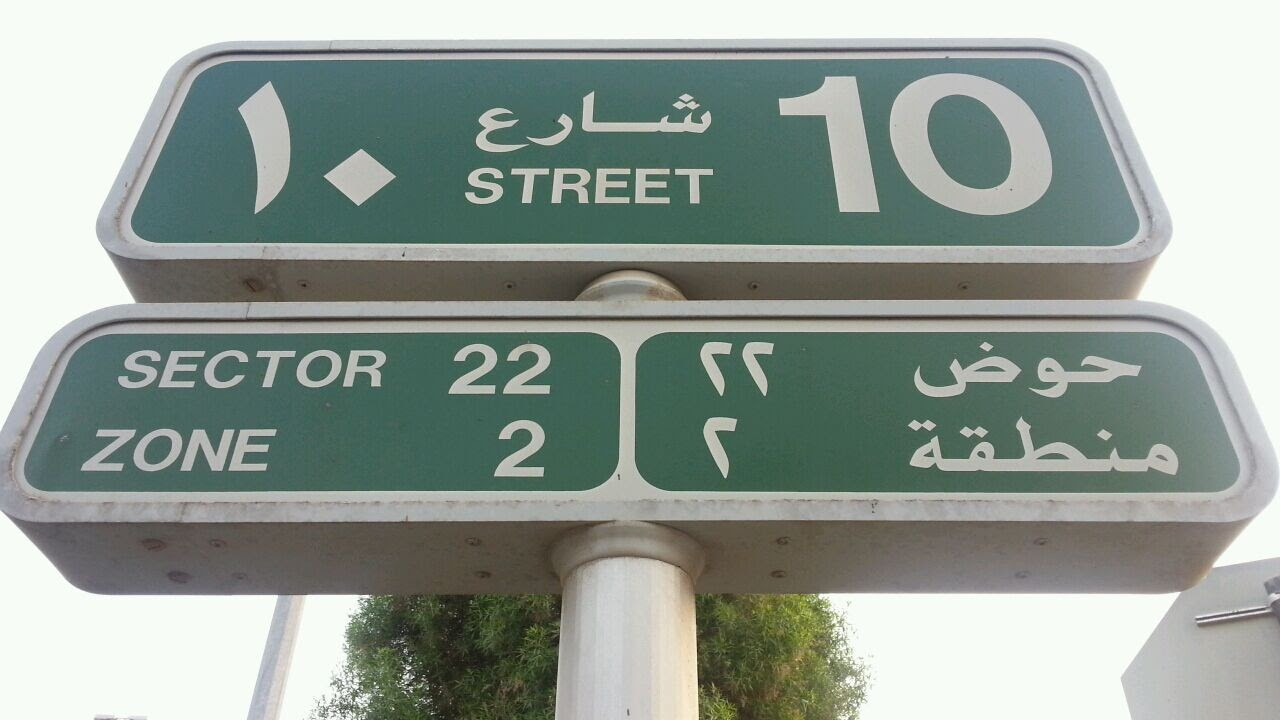 ١٠ شارع 10
STREET
SECTOR 22
ZONE 2
حوض ٢٢
منطقة ٢